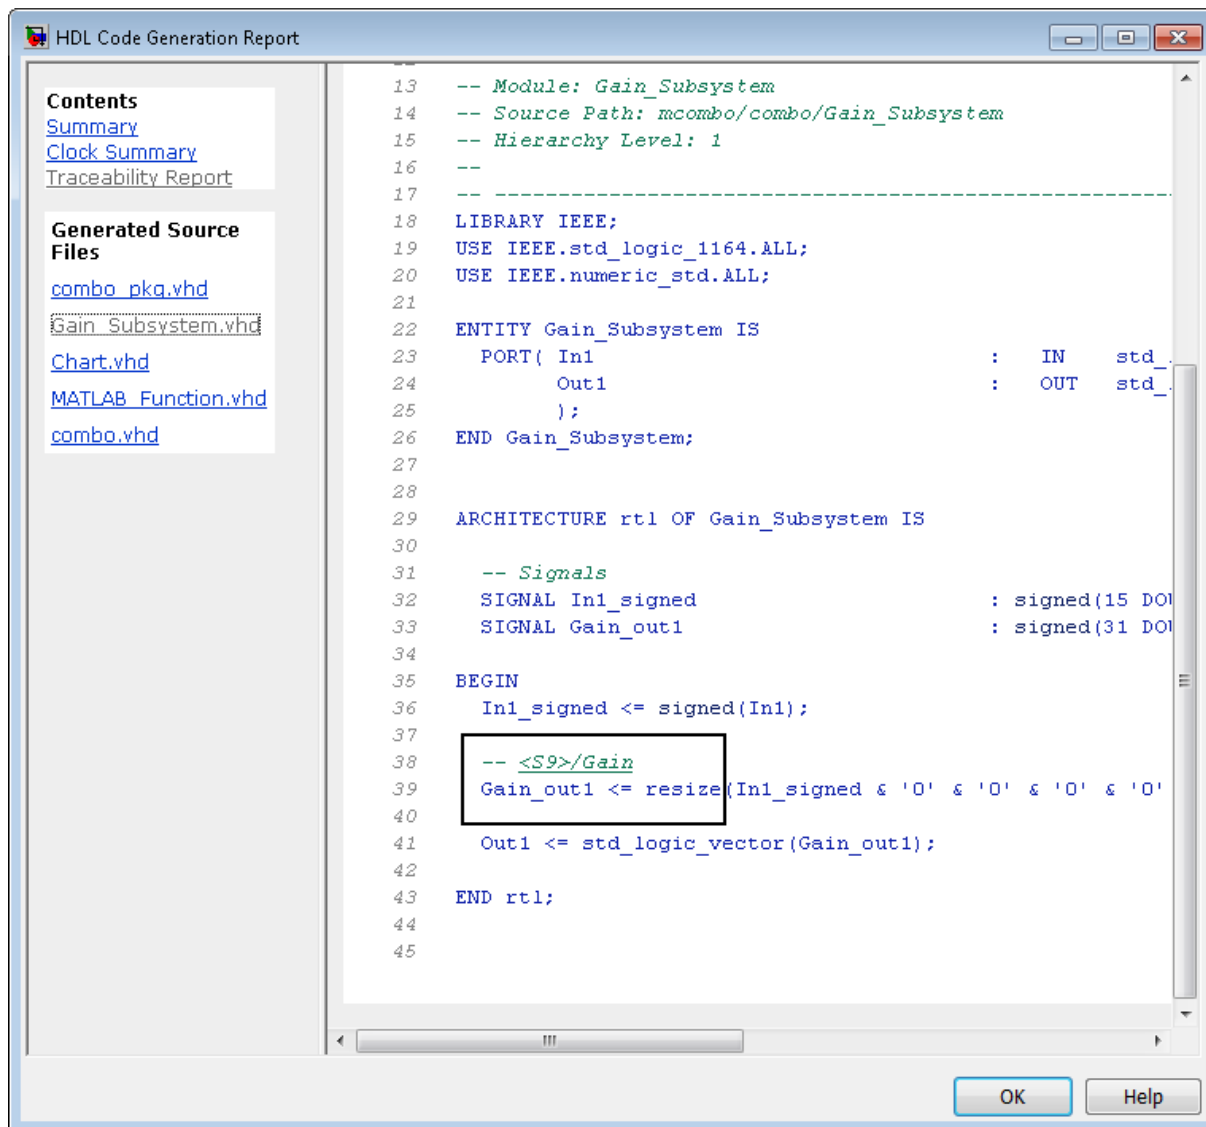 HDL Code Generation Report
Contents
Summary
Clock Summary
Traceability Report
Generated Source
Files
combo_pkg.vhd
Gain_Subsystem.vhd
Chart.vhd
MATLAB_Function.vhd
combo.vhd
13 -- Module: Gain_Subsystem
14 -- Source Path: mcombo/combo/Gain_Subsystem
15 -- Hierarchy Level: 1
16 --
17 -- -----------------------------------------------------
18 LIBRARY IEEE;
19 USE IEEE.std_logic_1164.ALL;
20 USE IEEE.numeric_std.ALL;
21
22 ENTITY Gain_Subsystem IS
23 PORT( In1 : IN std_
24 Out1 : OUT std_
25 );
26 END Gain_Subsystem;
27
28
29 ARCHITECTURE rtl OF Gain_Subsystem IS
30
31 -- Signals
32 SIGNAL In1_signed : signed(15 DO
33 SIGNAL Gain_out1 : signed(31 DO
34
35 BEGIN
36 In1_signed <= signed(In1);
37
38 -- <S9>/Gain
39 Gain_out1 <= resize(In1_signed & '0' & '0' & '0' & '0'
40
41 Out1 <= std_logic_vector(Gain_out1);
42
43 END rtl;
44
45
OK Help